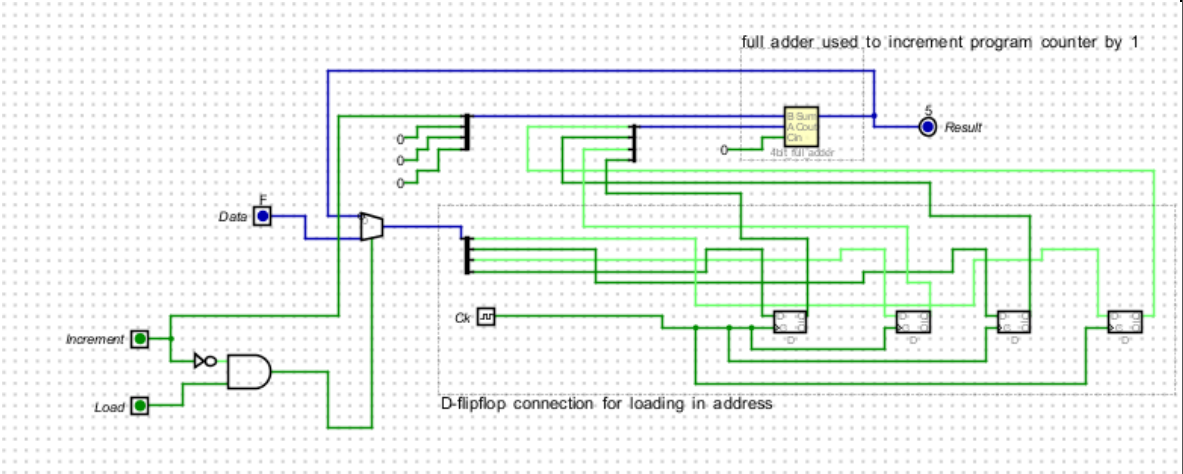 full adder used to increment program counter by 1
5
Result
B Sum
A Cout
Cin
4bit full adder
0
0
0
0
F
Data
Ck
Increment
Load
D
D
D
D
D-flipflop connection for loading in address